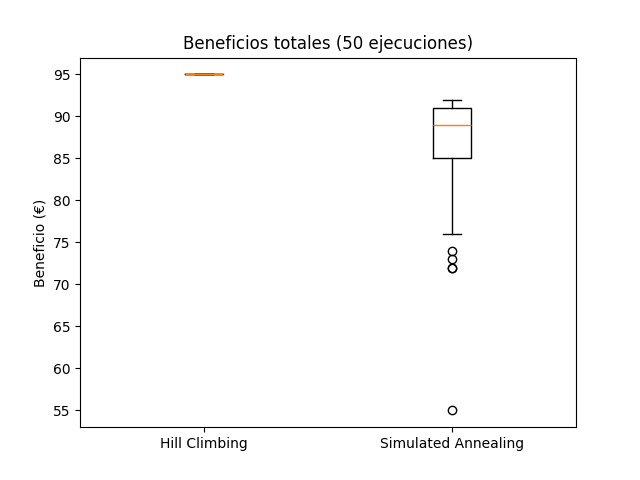 Beneficios totales (50 ejecuciones)
95
90
85
80
75
70
65
60
55
Beneficio (€)
Hill Climbing
Simulated Annealing